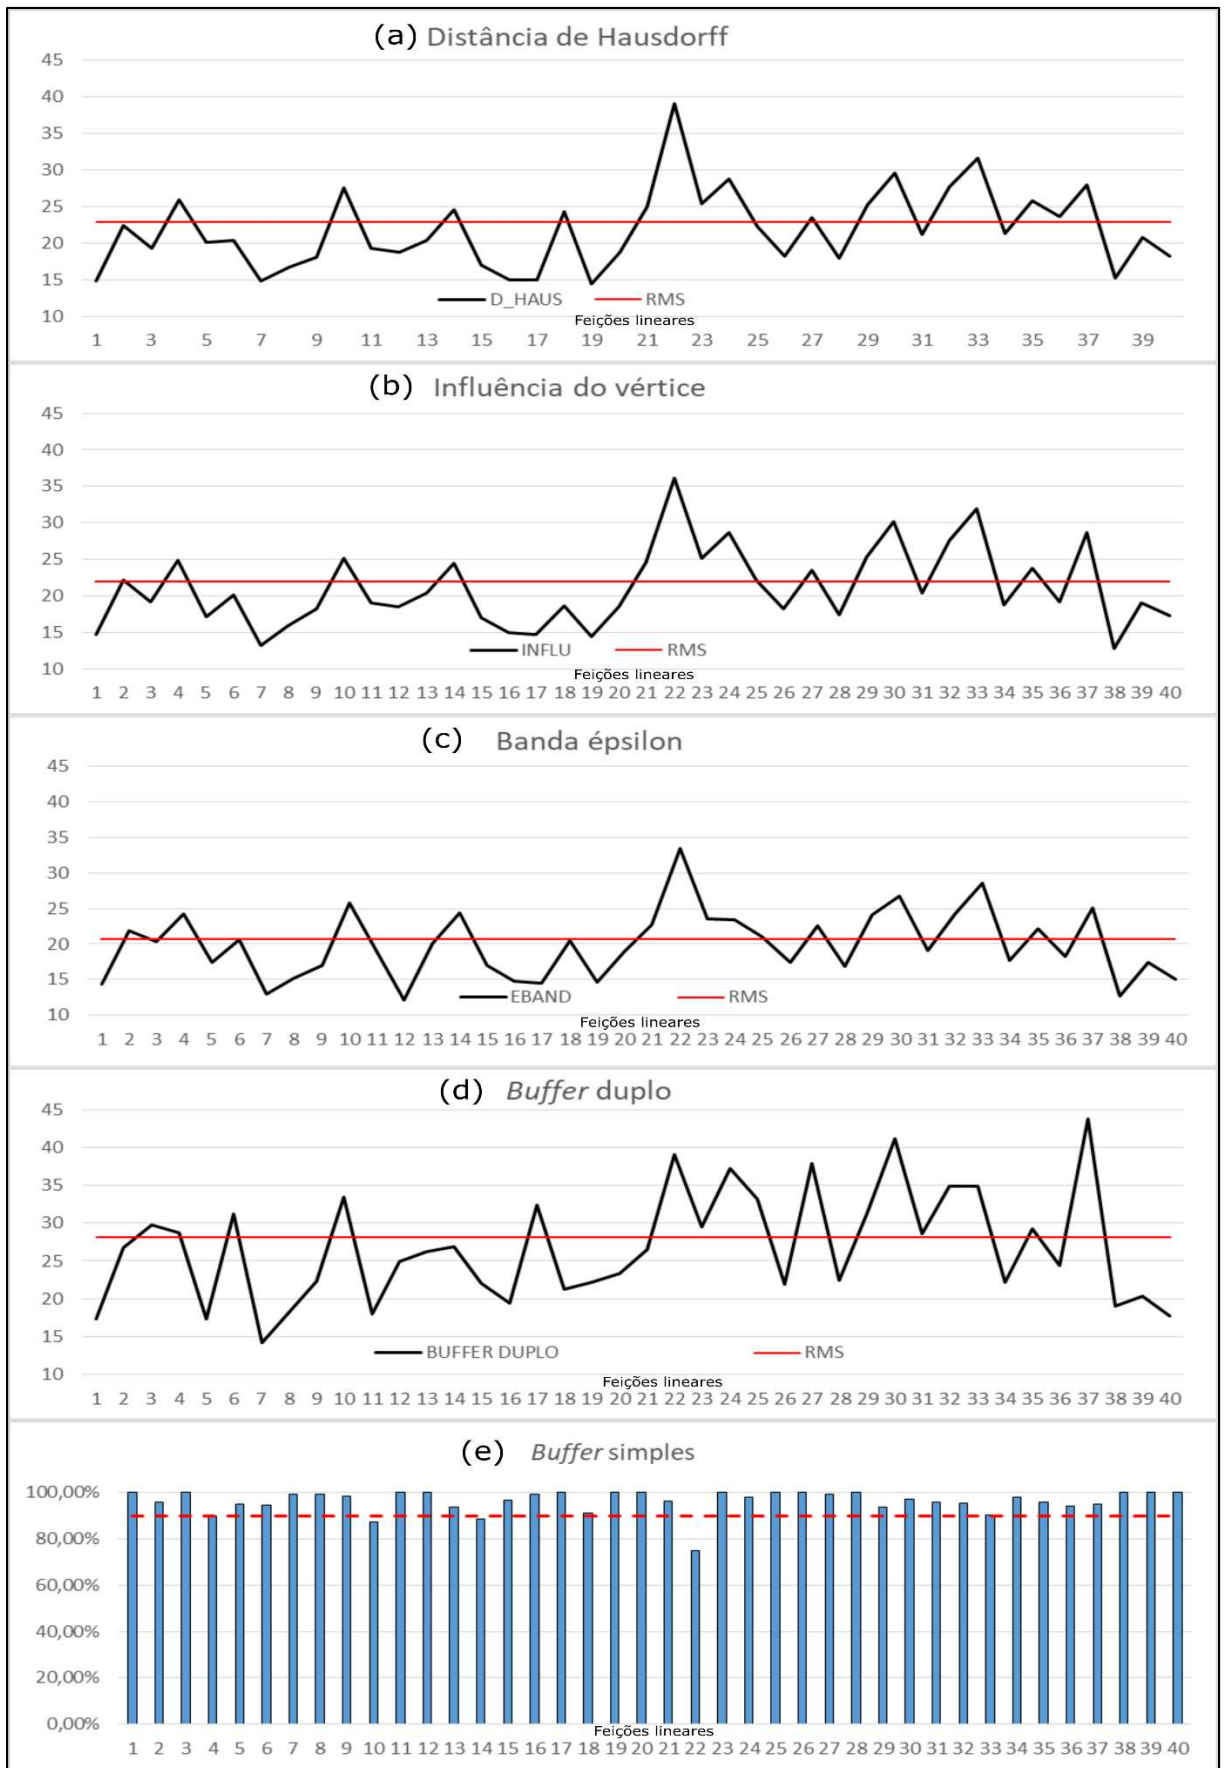 (a) Distância de Hausdorff
45
40
35
30
25
20
15
10
D_HAUS RMS
Feições lineares
1 3 5 7 9 11 13 15 17 19 21 23 25 27 29 31 33 35 37 39
(b) Influência do vértice
45
40
35
30
25
20
15
10
INFLU RMS
Feições lineares
1 2 3 4 5 6 7 8 9 10 11 12 13 14 15 16 17 18 19 20 21 22 23 24 25 26 27 28 29 30 31 32 33 34 35 36 37 38 39 40
(c) Banda épsilon
45
40
35
30
25
20
15
10
EBAND RMS
Feições lineares
1 2 3 4 5 6 7 8 9 10 11 12 13 14 15 16 17 18 19 20 21 22 23 24 25 26 27 28 29 30 31 32 33 34 35 36 37 38 39 40
(d) Buffer duplo
45
40
35
30
25
20
15
10
BUFFER DUPLO RMS
Feições lineares
1 2 3 4 5 6 7 8 9 10 11 12 13 14 15 16 17 18 19 20 21 22 23 24 25 26 27 28 29 30 31 32 33 34 35 36 37 38 39 40
(e) Buffer simples
100,00%
80,00%
60,00%
40,00%
20,00%
0,00%
Feições lineares
1 2 3 4 5 6 7 8 9 10 11 12 13 14 15 16 17 18 19 20 21 22 23 24 25 26 27 28 29 30 31 32 33 34 35 36 37 38 39 40